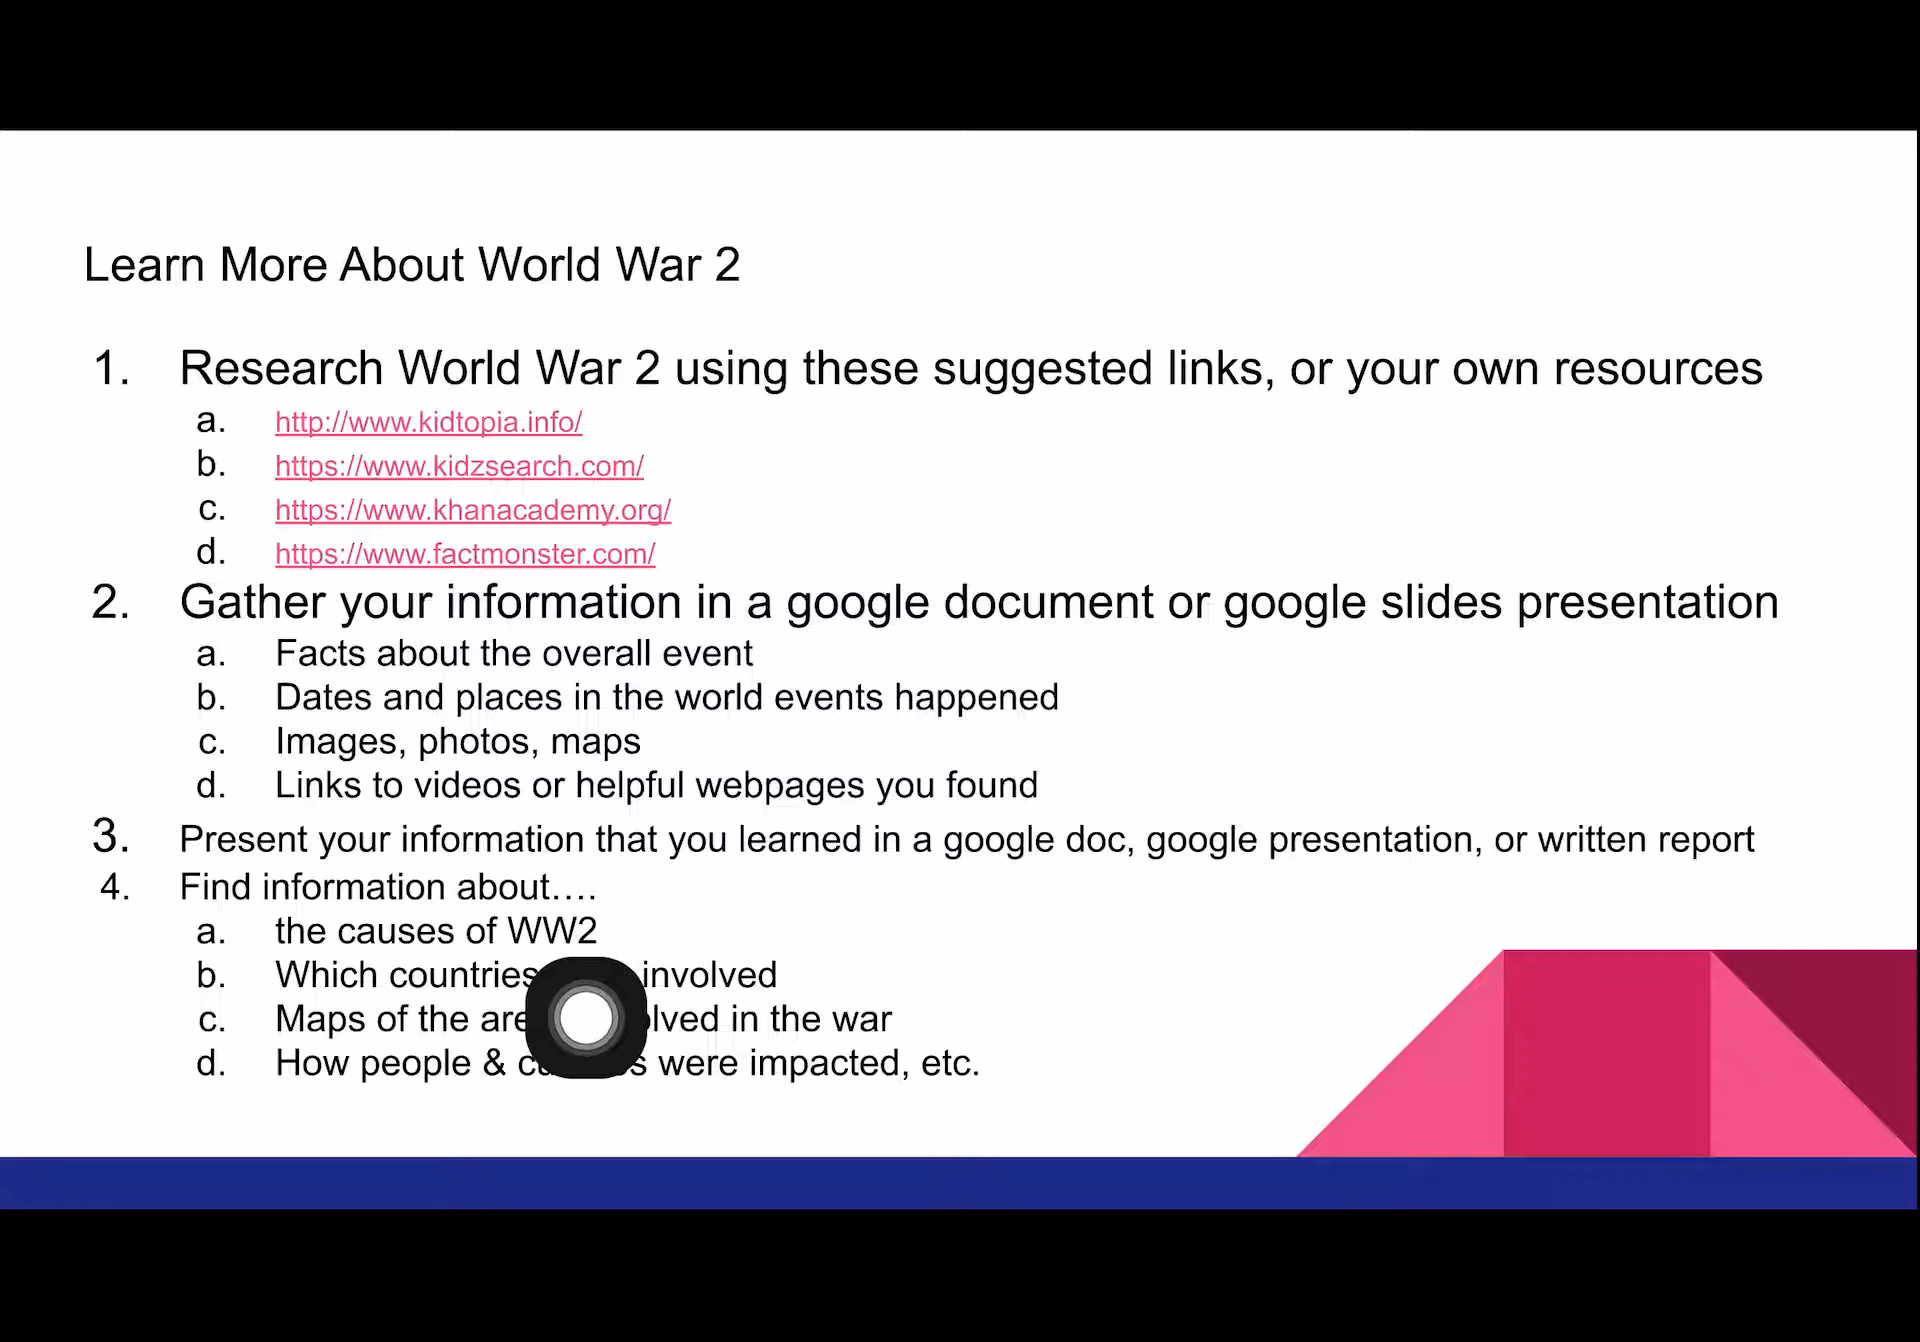 Learn More About World War 2
1. Research World War 2 using these suggested links, or your own resources
a. http://www.kidtopia.info/
b. https://www.kidzsearch.com/
c. https://www.khanacademy.org/
d. https://www.factmonster.com/
2. Gather your information in a google document or google slides presentation
a. Facts about the overall event
b. Dates and places in the world events happened
c. Images, photos, maps
d. Links to videos or helpful webpages you found
3. Present your information that you learned in a google doc, google presentation, or written report
4. Find information about....
a. the causes of WW2
b. Which countries involved
c. Maps of the in the war
d. How people & were impacted, etc.